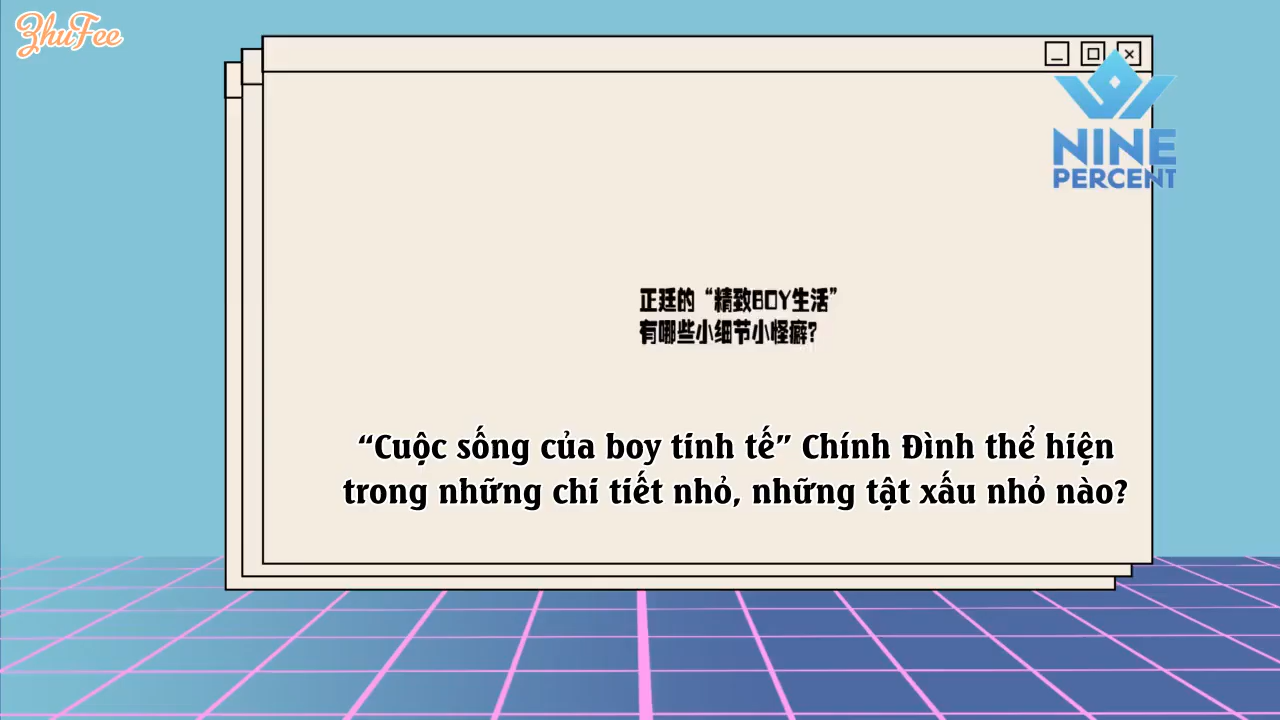 ZhuFee
NINE
PERCENT
正廷的“精致BOY生活”
有哪些小细节小怪癖?
“Cuộc sống của boy tinh tế” Chính Đình thể hiện
trong những chi tiết nhỏ, những tật xấu nhỏ nào?